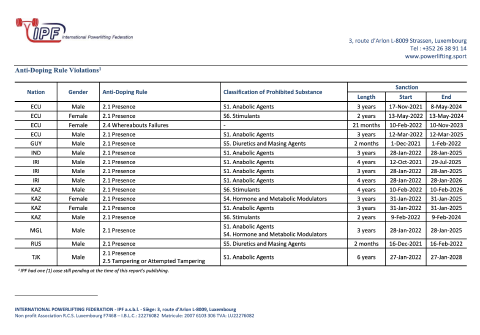 IPF
International Powerlifting Federation
3, route d'Arlon L-8009 Strassen, Luxembourg
Tel : +352 26 38 91 14
www.powerlifting.sport
Anti-Doping Rule Violations¹
Sanction
Nation Gender Anti-Doping Rule Classification of Prohibited Substance Length Start End
ECU Male 2.1 Presence S1. Anabolic Agents 3 years 17-Nov-2021 8-May-2024
ECU Female 2.1 Presence S6. Stimulants 2 years 13-May-2022 13-May-2024
ECU Female 2.4 Whereabouts Failures - 21 months 10-Feb-2022 10-Nov-2023
ECU Male 2.1 Presence S1. Anabolic Agents 3 years 12-Mar-2022 12-Mar-2025
GUY Male 2.1 Presence S5. Diuretics and Masing Agents 2 months 1-Dec-2021 1-Feb-2022
IND Male 2.1 Presence S1. Anabolic Agents 3 years 28-Jan-2022 28-Jan-2025
IRI Male 2.1 Presence S1. Anabolic Agents 4 years 12-Oct-2021 29-Jul-2025
IRI Male 2.1 Presence S1. Anabolic Agents 3 years 28-Jan-2022 28-Jan-2025
IRI Male 2.1 Presence S1. Anabolic Agents 4 years 28-Jan-2022 28-Jan-2026
KAZ Male 2.1 Presence S6. Stimulants 4 years 10-Feb-2022 10-Feb-2026
KAZ Female 2.1 Presence S4. Hormone and Metabolic Modulators 3 years 31-Jan-2022 31-Jan-2025
KAZ Female 2.1 Presence S1. Anabolic Agents 3 years 31-Jan-2022 31-Jan-2025
KAZ Male 2.1 Presence S6. Stimulants 2 years 9-Feb-2022 9-Feb-2024
MGL Male 2.1 Presence S1. Anabolic Agents 3 years 28-Jan-2022 28-Jan-2025
S4. Hormone and Metabolic Modulators
RUS Male 2.1 Presence S5. Diuretics and Masing Agents 2 months 16-Dec-2021 16-Feb-2022
TJK Male 2.1 Presence S1. Anabolic Agents 6 years 27-Jan-2022 27-Jan-2028
2.5 Tampering or Attempted Tampering
¹ IPF had one (1) case still pending at the time of this report's publishing.
INTERNATIONAL POWERLIFTING FEDERATION - IPF a.s.b.l - Siège: 3, route d'Arlon L-8009, Luxembourg
Non profit Association R.C.S. Luxembourg F7468 – I.B.L.C.: 22276082 Matricule: 2007 6103 306 TVA: LU22276082